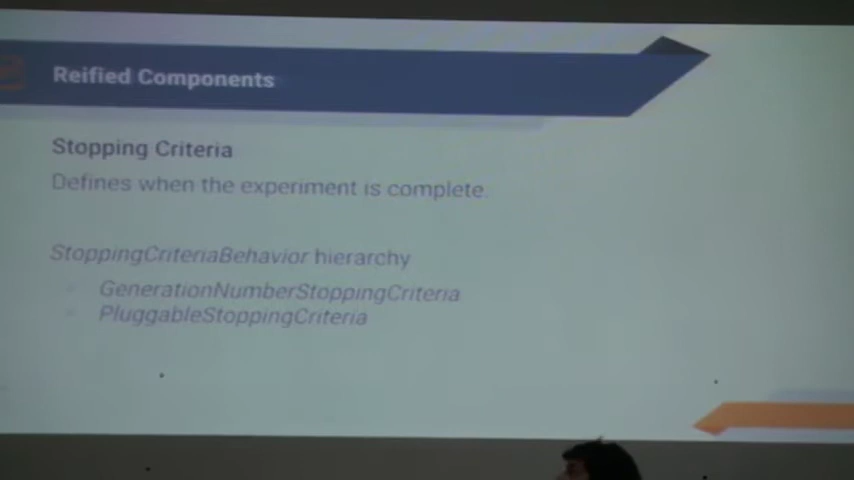 Reified Components
Stopping Criteria
Defines when the experiment is complete.
StoppingCriteriaBehavior hierarchy
GenerationNumberStoppingCriteria
PluggableStoppingCriteria